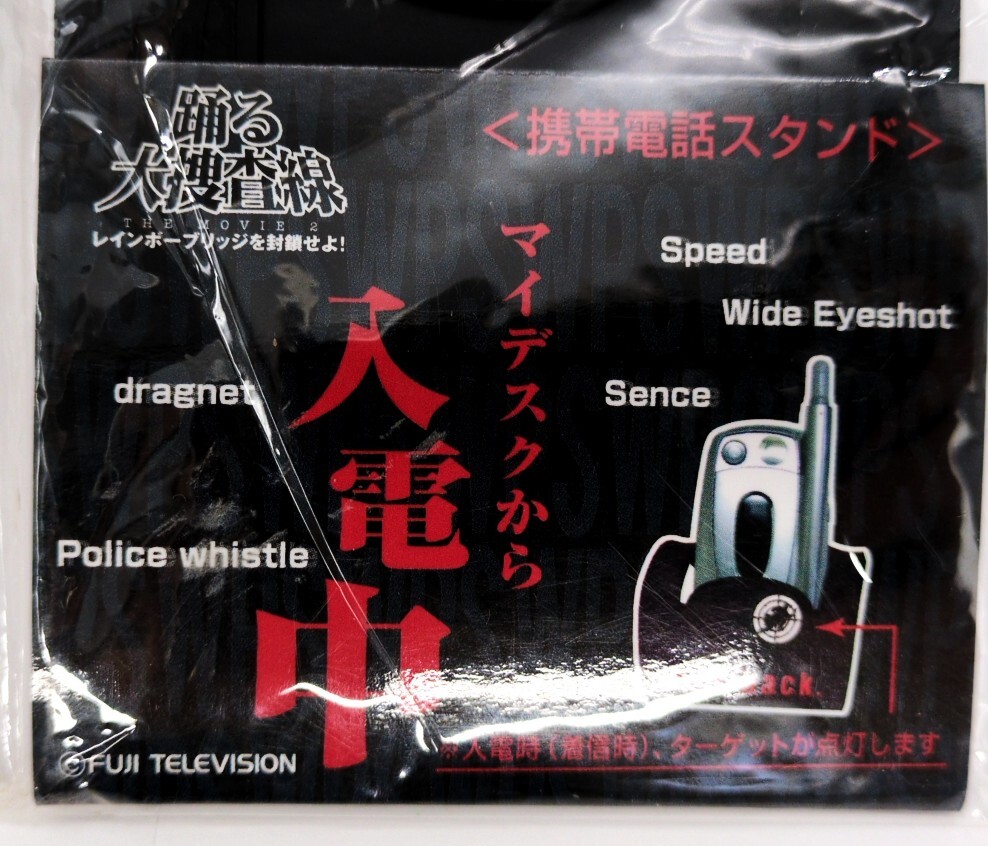 踊る
大捜査線
THE MOVIE 2
レインボーブリッジを封鎖せよ!
<携帯電話スタンド>
マイデスクから
入電中
Speed
Wide Eyeshot
Sence
dragnet
Police whistle
※入電時(着信時)、ターゲットが点灯します
©FUJI TELEVISION